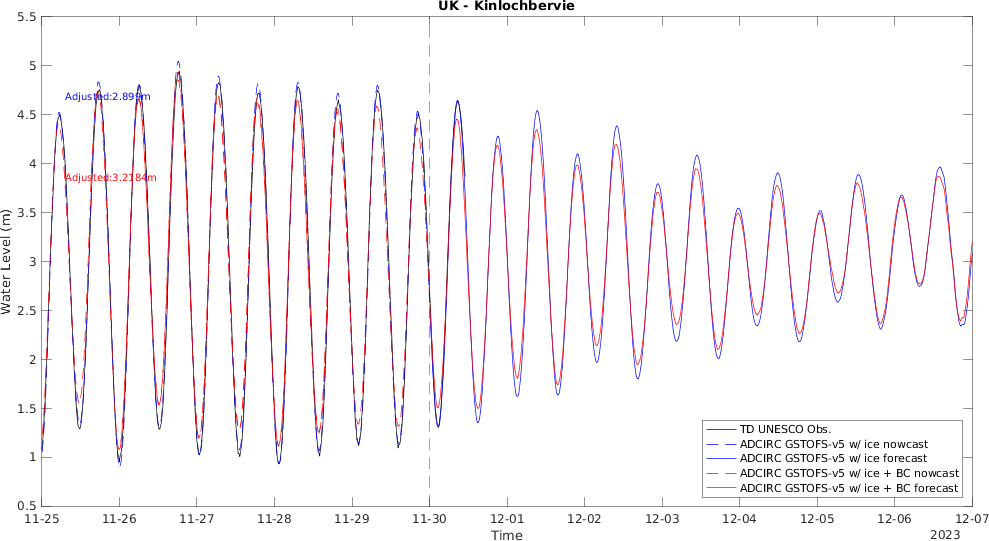 UK - Kinlochbervie
5.5
5
4.5
4
3.5
3
2.5
2
1.5
1
0.5
Water Level (m)
Adjusted:2.899m
Adjusted:3.2184m
TD UNESCO Obs.
ADCIRC GSTOFS-v5 w/ ice nowcast
ADCIRC GSTOFS-v5 w/ ice forecast
ADCIRC GSTOFS-v5 w/ ice + BC nowcast
ADCIRC GSTOFS-v5 w/ ice + BC forecast
11-25 11-26 11-27 11-28 11-29 11-30 12-01 12-02 12-03 12-04 12-05 12-06 12-07
Time
2023